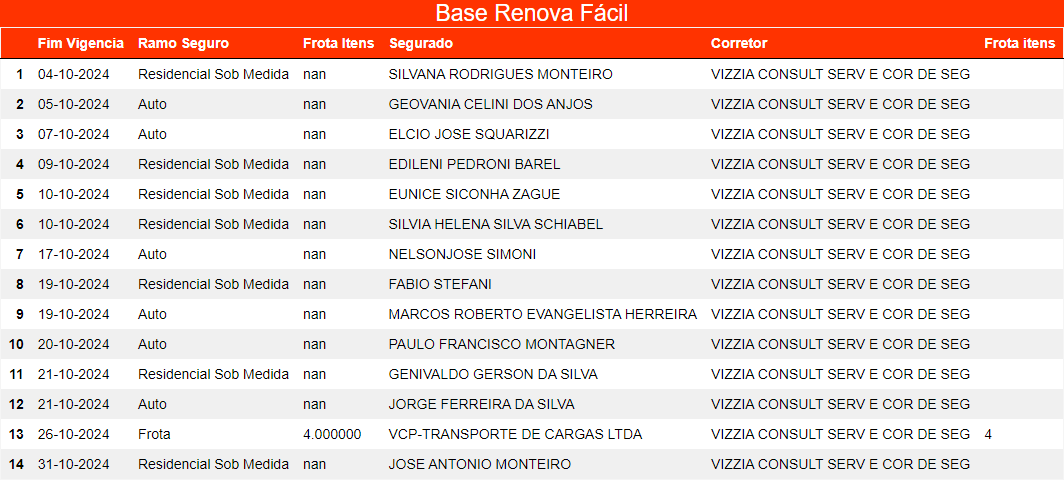 Base Renova Fácil
Fim Vigencia Ramo Seguro Frota Itens Segurado Corretor Frota itens
1 04-10-2024 Residencial Sob Medida nan SILVANA RODRIGUES MONTEIRO VIZZIA CONSULT SERV E COR DE SEG
2 05-10-2024 Auto nan GEOVANIA CELINI DOS ANJOS VIZZIA CONSULT SERV E COR DE SEG
3 07-10-2024 Auto nan ELCIO JOSE SQUARIZZI VIZZIA CONSULT SERV E COR DE SEG
4 09-10-2024 Residencial Sob Medida nan EDILENI PEDRONI BAREL VIZZIA CONSULT SERV E COR DE SEG
5 10-10-2024 Residencial Sob Medida nan EUNICE SICONHA ZAGUE VIZZIA CONSULT SERV E COR DE SEG
6 10-10-2024 Residencial Sob Medida nan SILVIA HELENA SILVA SCHIABEL VIZZIA CONSULT SERV E COR DE SEG
7 17-10-2024 Auto nan NELSONJOSE SIMONI VIZZIA CONSULT SERV E COR DE SEG
8 19-10-2024 Residencial Sob Medida nan FABIO STEFANI VIZZIA CONSULT SERV E COR DE SEG
9 19-10-2024 Auto nan MARCOS ROBERTO EVANGELISTA HERREIRA VIZZIA CONSULT SERV E COR DE SEG
10 20-10-2024 Auto nan PAULO FRANCISCO MONTAGNER VIZZIA CONSULT SERV E COR DE SEG
11 21-10-2024 Residencial Sob Medida nan GENIVALDO GERSON DA SILVA VIZZIA CONSULT SERV E COR DE SEG
12 21-10-2024 Auto nan JORGE FERREIRA DA SILVA VIZZIA CONSULT SERV E COR DE SEG
13 26-10-2024 Frota 4.000000 VCP-TRANSPORTE DE CARGAS LTDA VIZZIA CONSULT SERV E COR DE SEG 4
14 31-10-2024 Residencial Sob Medida nan JOSE ANTONIO MONTEIRO VIZZIA CONSULT SERV E COR DE SEG